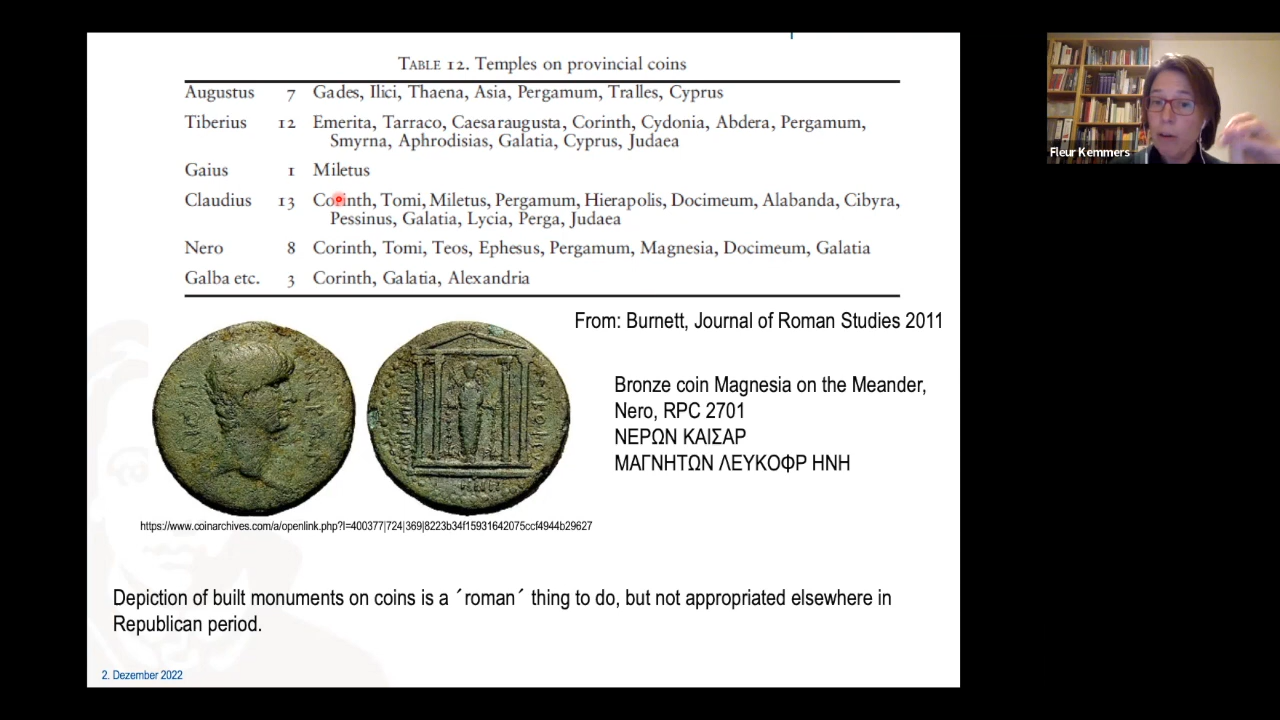 TABLE 12. Temples on provincial coins
Augustus 7 Gades, Ilici, Thaena, Asia, Pergamum, Tralles, Cyprus
Tiberius 12 Emerita, Tarraco, Caesaraugusta, Corinth, Cydonia, Abdera, Pergamum,
Smyrna, Aphrodisias, Galatia, Cyprus, Judaea
Gaius 1 Miletus
Claudius 13 Corinth, Tomi, Miletus, Pergamum, Hierapolis, Docimeum, Alabanda, Cibyra,
Pessinus, Galatia, Lycia, Perga, Judaea
Nero 8 Corinth, Tomi, Teos, Ephesus, Pergamum, Magnesia, Docimeum, Galatia
Galba etc. 3 Corinth, Galatia, Alexandria
From: Burnett, Journal of Roman Studies 2011
Bronze coin Magnesia on the Meander,
Nero, RPC 2701
ΝΕΡΩΝ ΚΑΙΣΑΡ
ΜΑΓΝΗΤΩΝ ΛΕΥΚΟΦΡ ΗΝΗ
https://www.coinarchives.com/a/openlink.php?l=400377|724|369|8223b34f15931642075ccf4944b29627
Depiction of built monuments on coins is a ´roman´ thing to do, but not appropriated elsewhere in
Republican period.
2. Dezember 2022
Fleur Kemmers